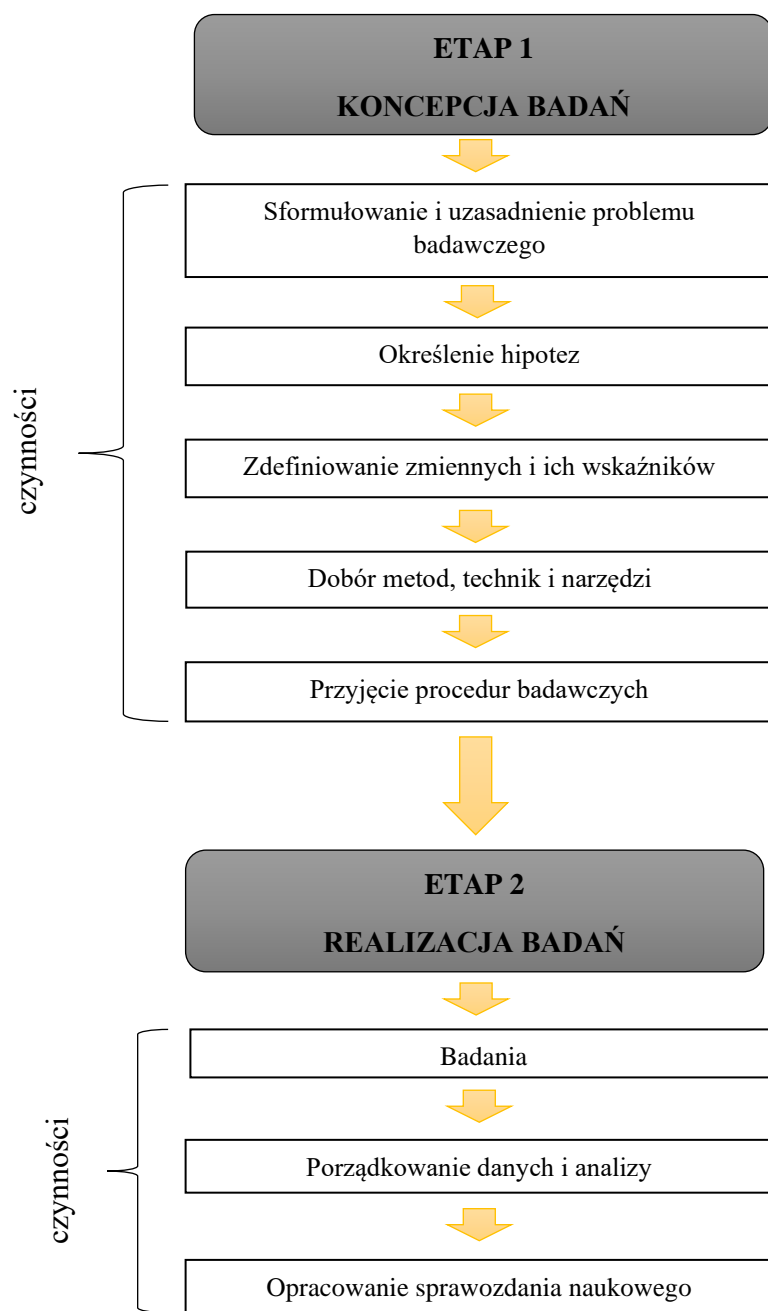 ETAP 1
KONCEPCJA BADAŃ
Sformułowanie i uzasadnienie problemu
badawczego
Określenie hipotez
czynności
Zdefiniowanie zmiennych i ich wskaźników
Dobór metod, technik i narzędzi
Przyjęcie procedur badawczych
ETAP 2
REALIZACJA BADAŃ
Badania
czynności
Porządkowanie danych i analizy
Opracowanie sprawozdania naukowego